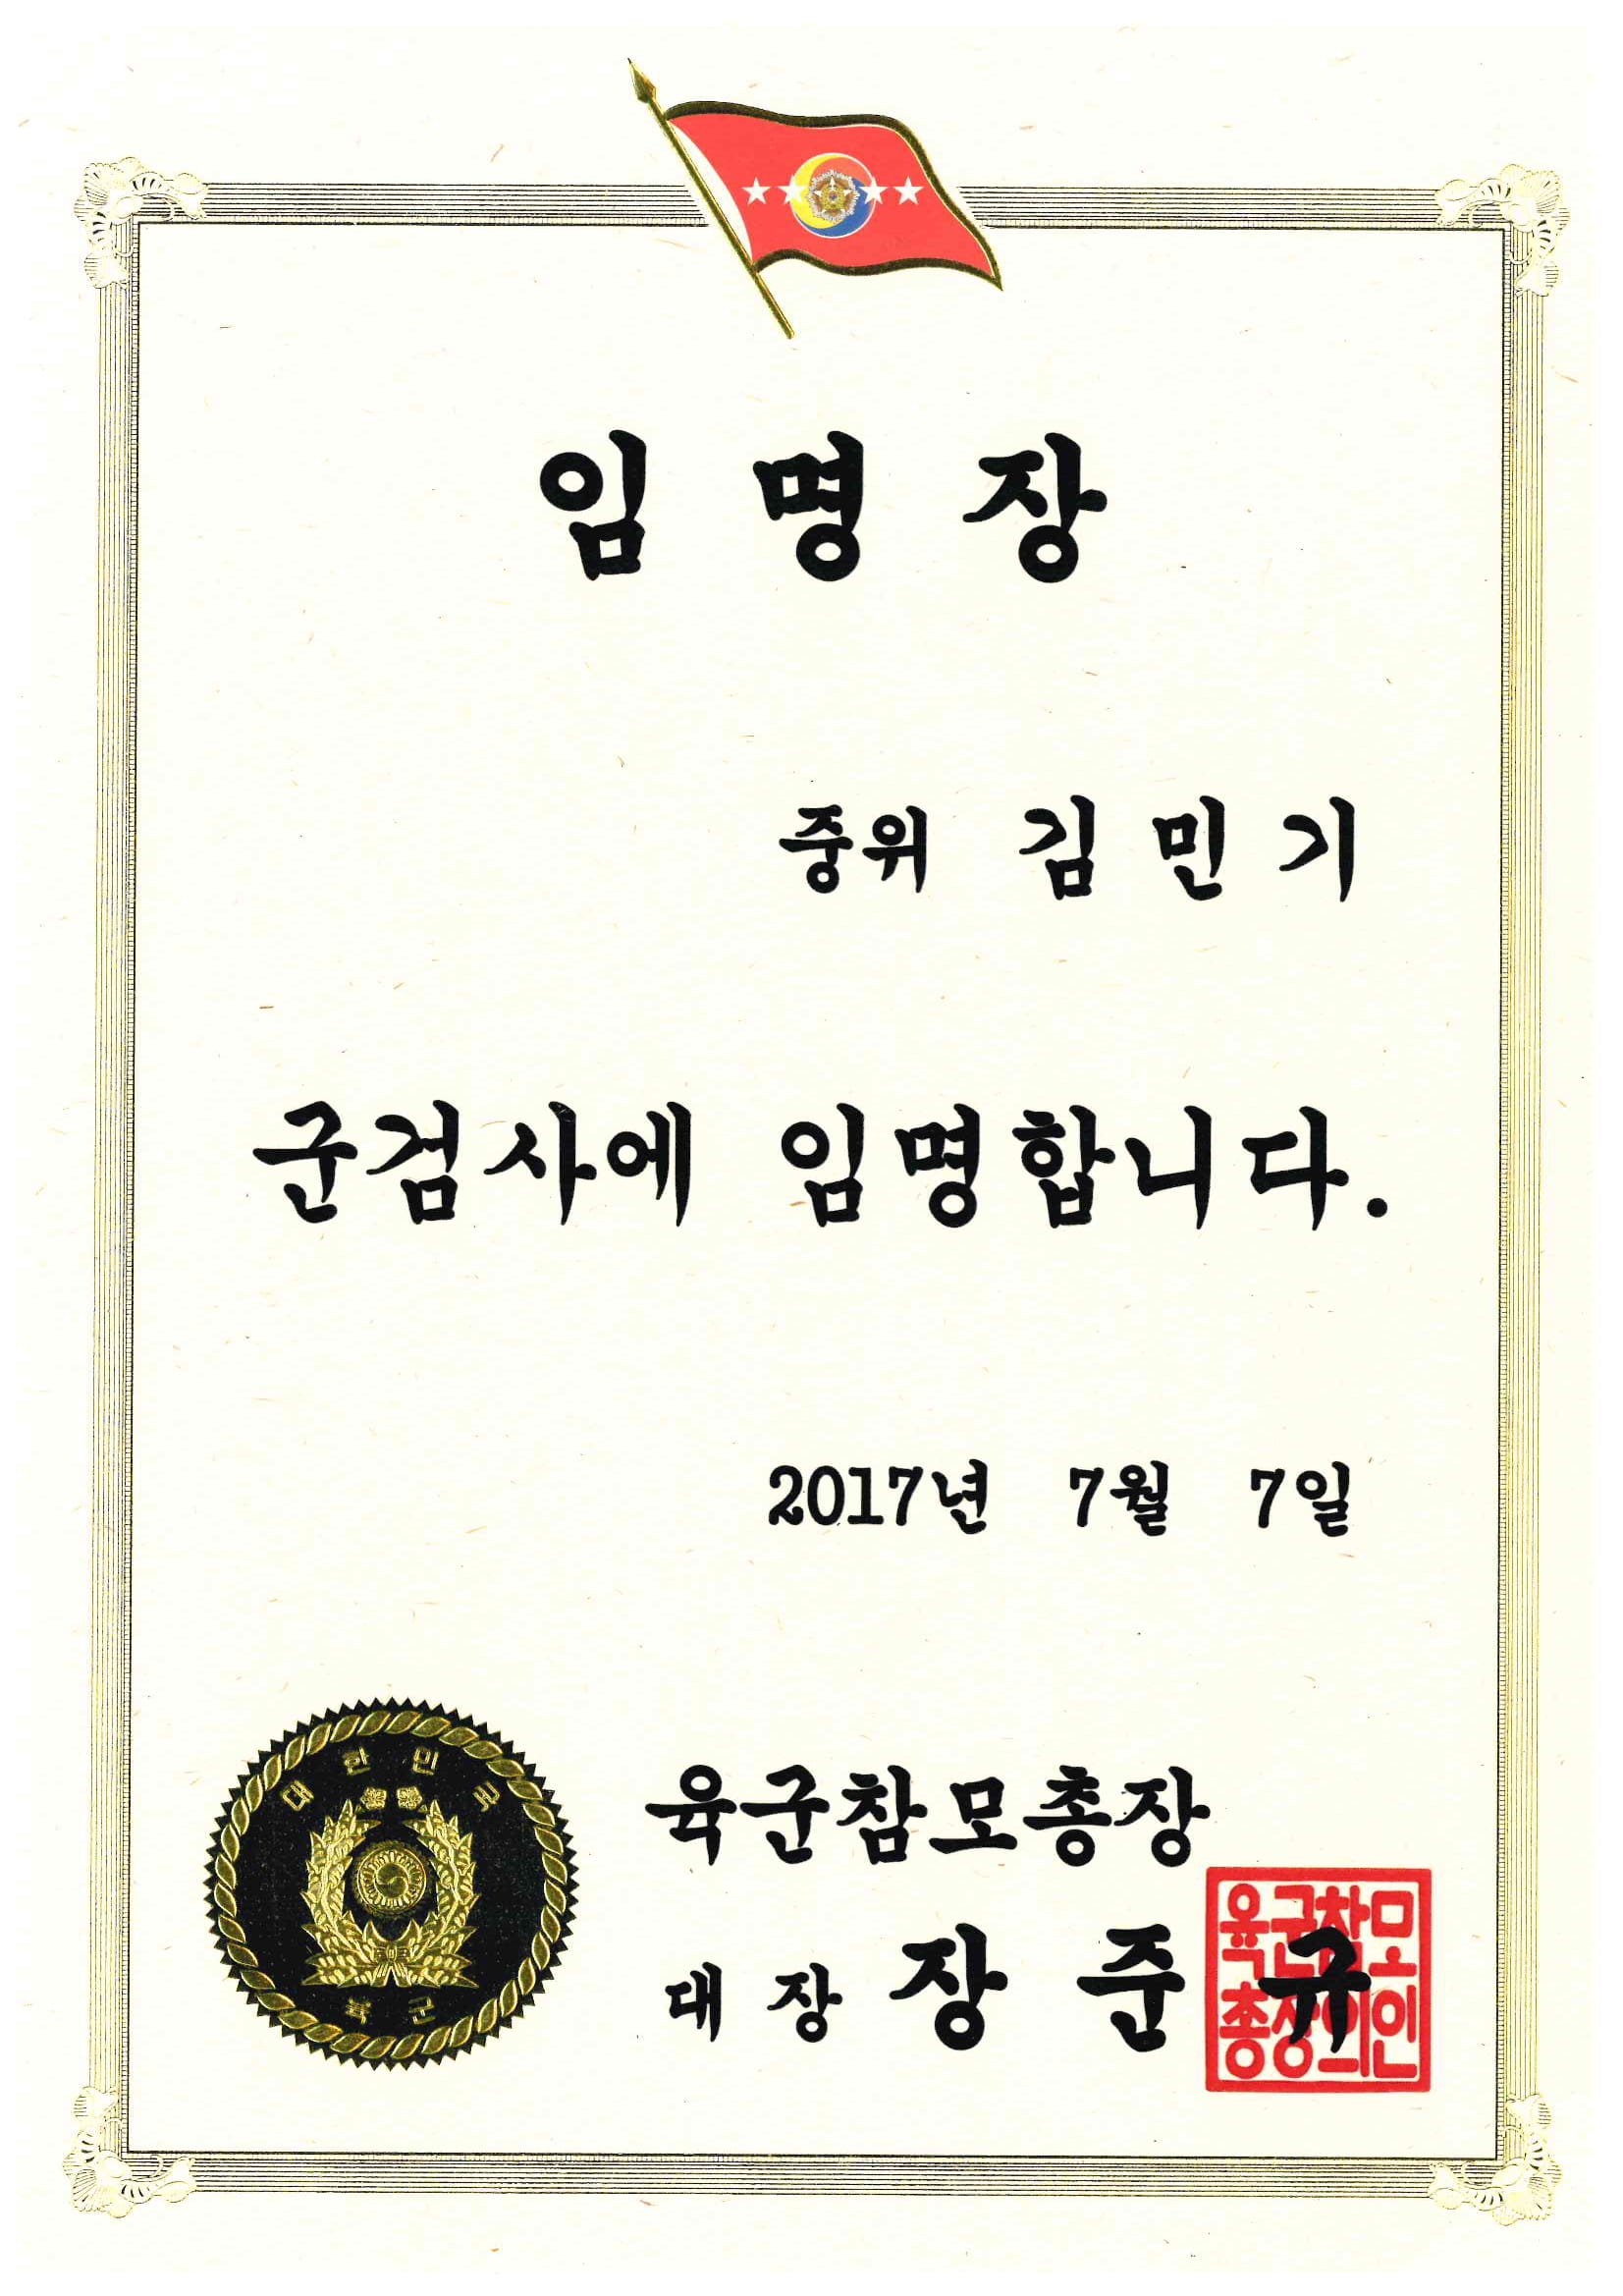 임 명 장
중위 김 민 기
군검사에 임명합니다.
2017년 7월 7일
대한민국
육군
육군참모총장
대장 장 준 규
육군참모
총장의인